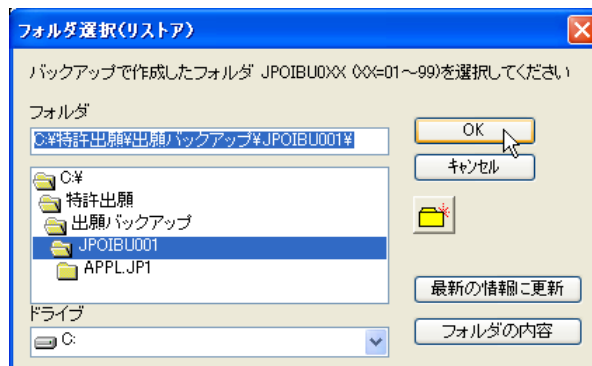 フォルダ選択(リストア)
バックアップで作成したフォルダ JPOIBU0XX (XX=01～99)を選択してください
フォルダ
C:¥特許出願¥出願バックアップ¥JPOIBU001¥
OK
キャンセル
C:¥
特許出願
出願バックアップ
JPOIBU001
APPL.JP1
最新の情報に更新
ドライブ
C:
フォルダの内容